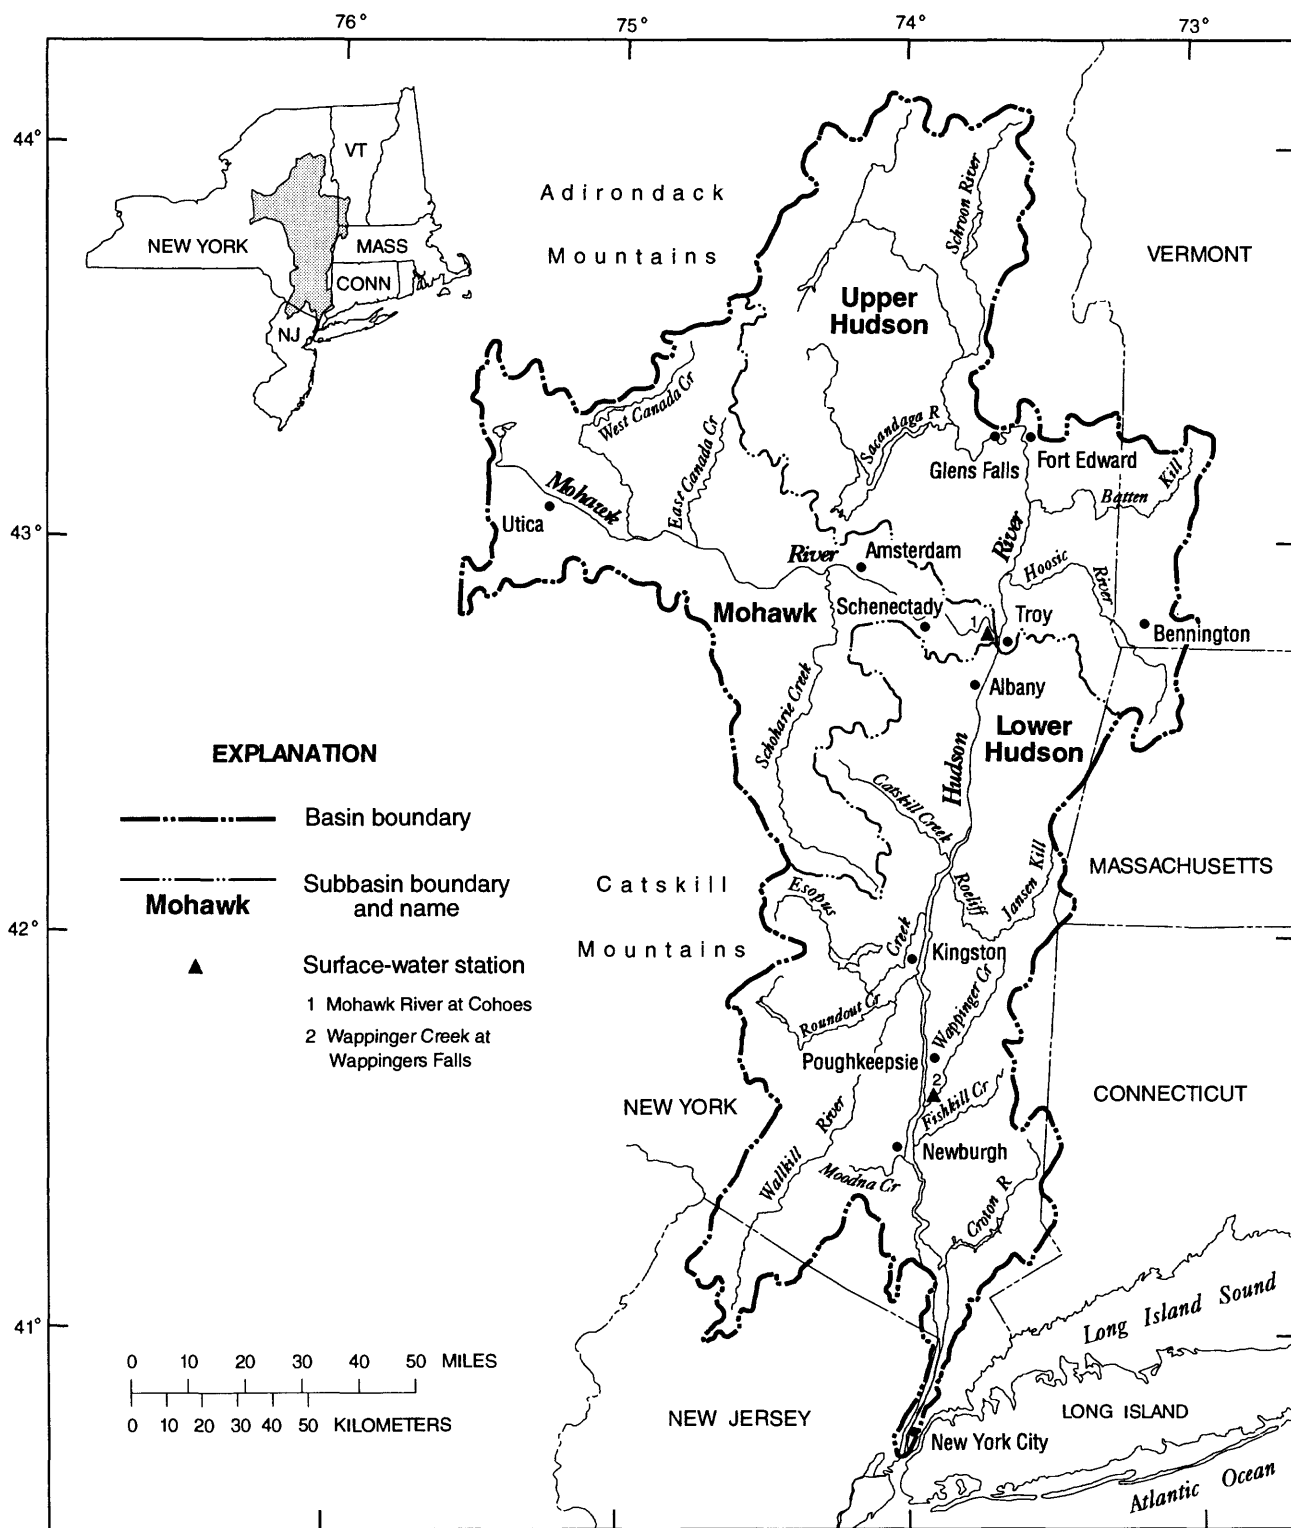 76°
75°
74°
73°
44°
43°
42°
41°
VT
NEW YORK
MASS
CONN
NJ
Adirondack
Mountains
VERMONT
Schroon River
Upper
Hudson
West Canada Cr
East Canada Cr
Sacandaga R
Glens Falls
Fort Edward
Batten Kill
Mohawk
River
Utica
River
Amsterdam
Hoosic
River
Mohawk
Schenectady
1
Troy
Bennington
Albany
Schoharie Creek
Lower
Hudson
Hudson
Catskill Creek
EXPLANATION
Basin boundary
Subbasin boundary
and name
Mohawk
Surface-water station
1 Mohawk River at Cohoes
2 Wappinger Creek at
Wappingers Falls
MASSACHUSETTS
Catskill
Mountains
Esopus
Creek
Roeliff
Jansen Kill
Kingston
Wappinger Cr
Roundout Cr
Poughkeepsie
2
Fishkill Cr
NEW YORK
CONNECTICUT
Wallkill
River
Newburgh
Moodna Cr
Croton R
Long Island Sound
0 10 20 30 40 50 MILES
0 10 20 30 40 50 KILOMETERS
NEW JERSEY
LONG ISLAND
New York City
Atlantic Ocean